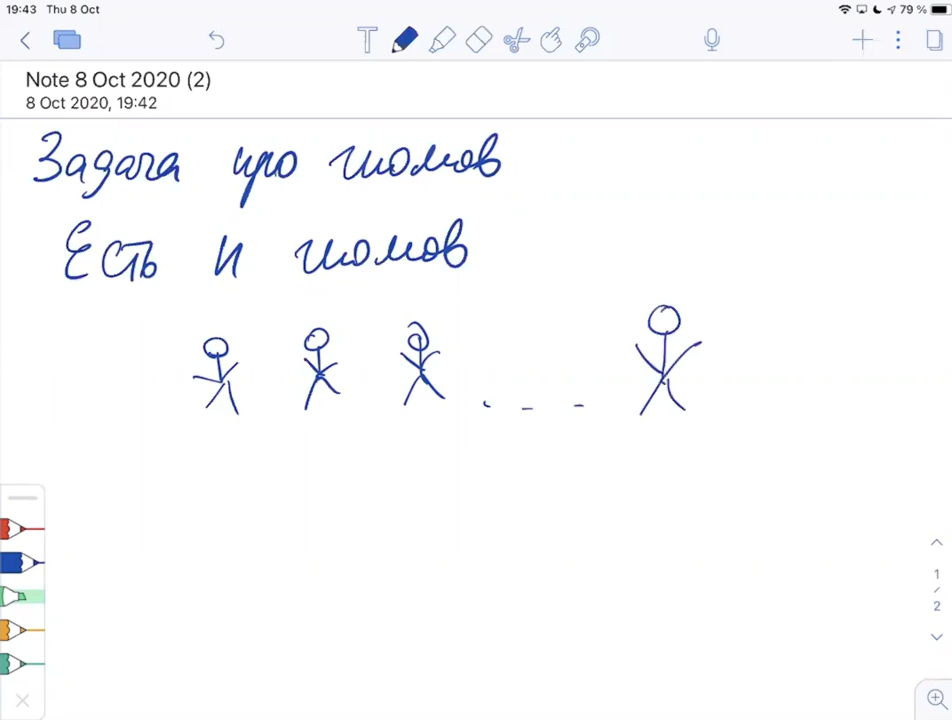 19:43 Thu 8 Oct 79 %
T
Note 8 Oct 2020 (2)
8 Oct 2020, 19:42
Задача про гномов
Есть n гномов
1
/
2